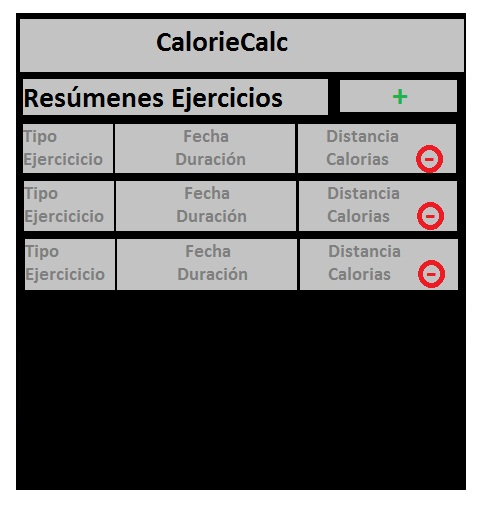 CalorieCalc
Resúmenes Ejercicios +
Tipo Fecha Distancia
Ejercicicio Duración Calorias -
Tipo Fecha Distancia
Ejercicicio Duración Calorias -
Tipo Fecha Distancia
Ejercicicio Duración Calorias -